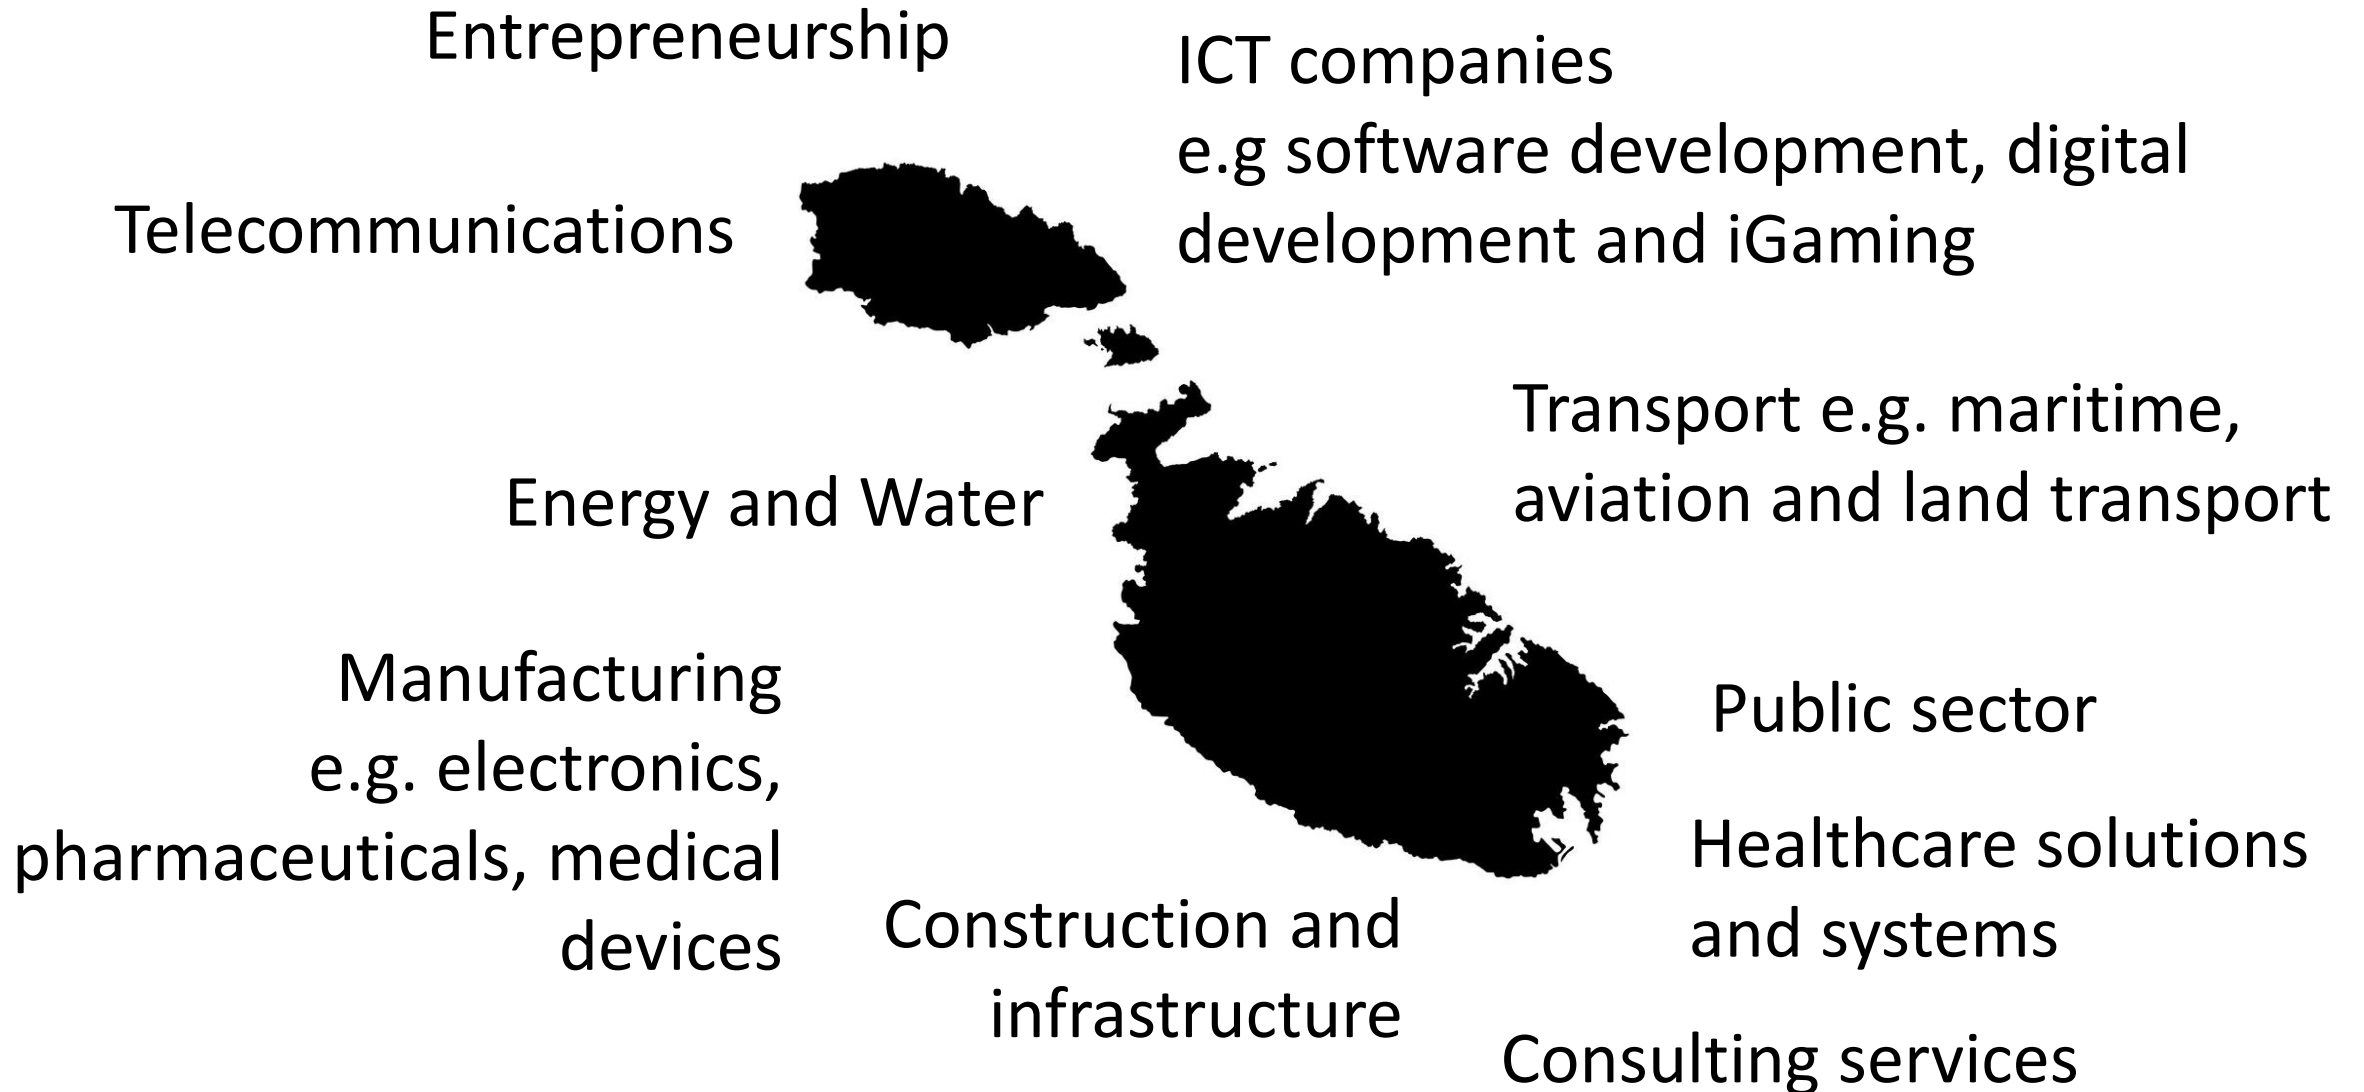 Entrepreneurship
ICT companies
e.g software development, digital
development and iGaming
Telecommunications
Transport e.g. maritime,
aviation and land transport
Energy and Water
Manufacturing
e.g. electronics,
pharmaceuticals, medical
devices
Public sector
Healthcare solutions
and systems
Construction and
infrastructure
Consulting services